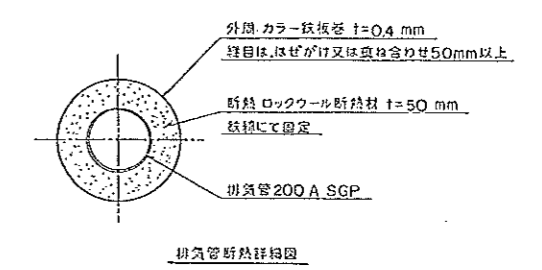 外周.カラー鉄板巻 t=0.4 mm
継目は,はぜがけ又は重ね合わせ50mm以上
断熱 ロックウール断熱材 t=50 mm
鉄線にて固定
排気管200A SGP
排気管断熱詳細図